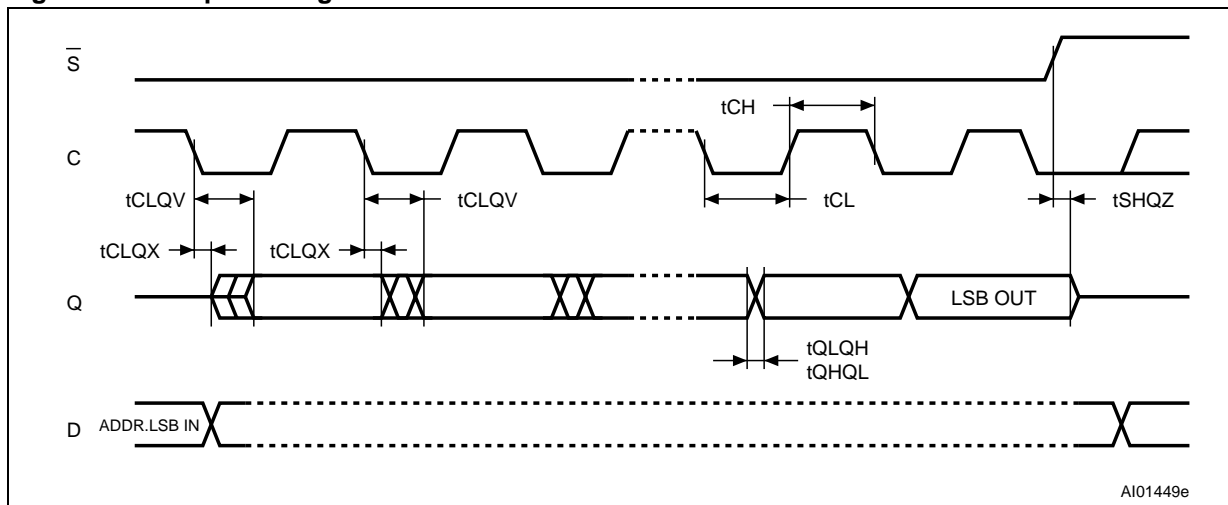 S
tCH
C
tCLQV
tCLQV
tCL
tSHQZ
tCLQX
tCLQX
Q
LSB OUT
tQLQH
tQHQL
D
ADDR.LSB IN
AI01449e